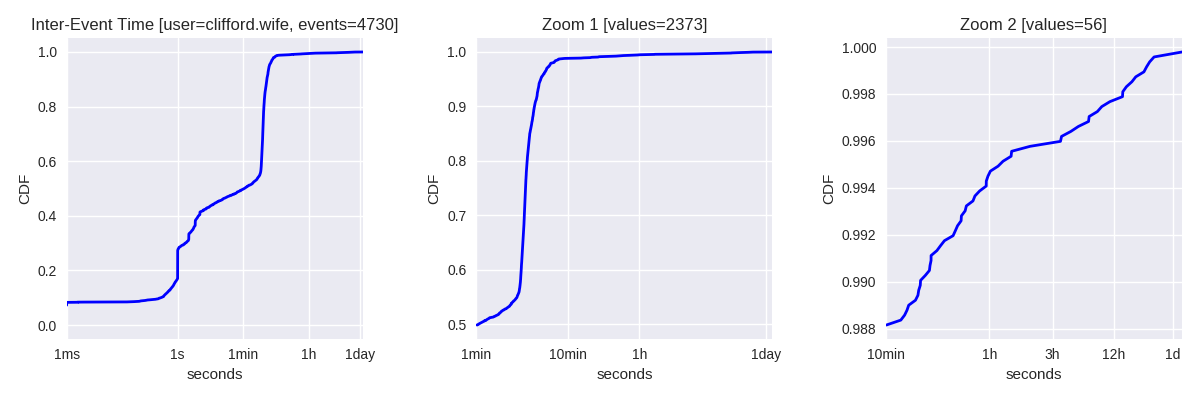 Inter-Event Time [user=clifford.wife, events=4730]
1.0
0.8
0.6
0.4
0.2
0.0
CDF
1ms
1s
1min
1h
1day
seconds
Zoom 1 [values=2373]
1.0
0.9
0.8
0.7
0.6
0.5
CDF
1min
10min
1h
1day
seconds
Zoom 2 [values=56]
1.000
0.998
0.996
0.994
0.992
0.990
0.988
CDF
10min
1h
3h
12h
1d
seconds